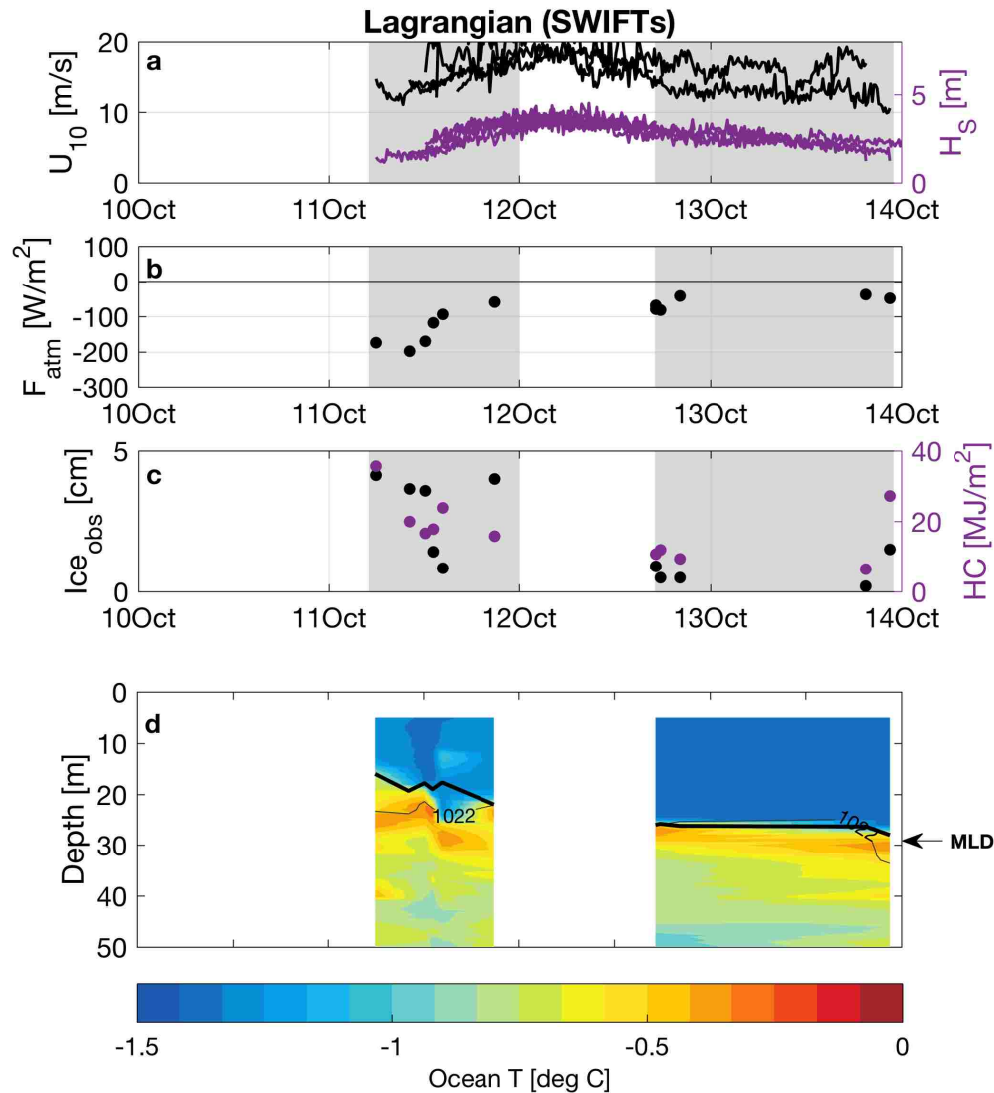 Lagrangian (SWIFTs)
a
U10 [m/s]
20
10
0
HS [m]
5
0
10Oct 11Oct 12Oct 13Oct 14Oct
b
Fatm [W/m2]
100
0
-100
-200
-300
10Oct 11Oct 12Oct 13Oct 14Oct
c
Iceobs [cm]
5
0
HC [MJ/m2]
40
20
0
10Oct 11Oct 12Oct 13Oct 14Oct
d
Depth [m]
0
10
20
30
40
50
1022
MLD
-1.5 -1 -0.5 0
Ocean T [deg C]